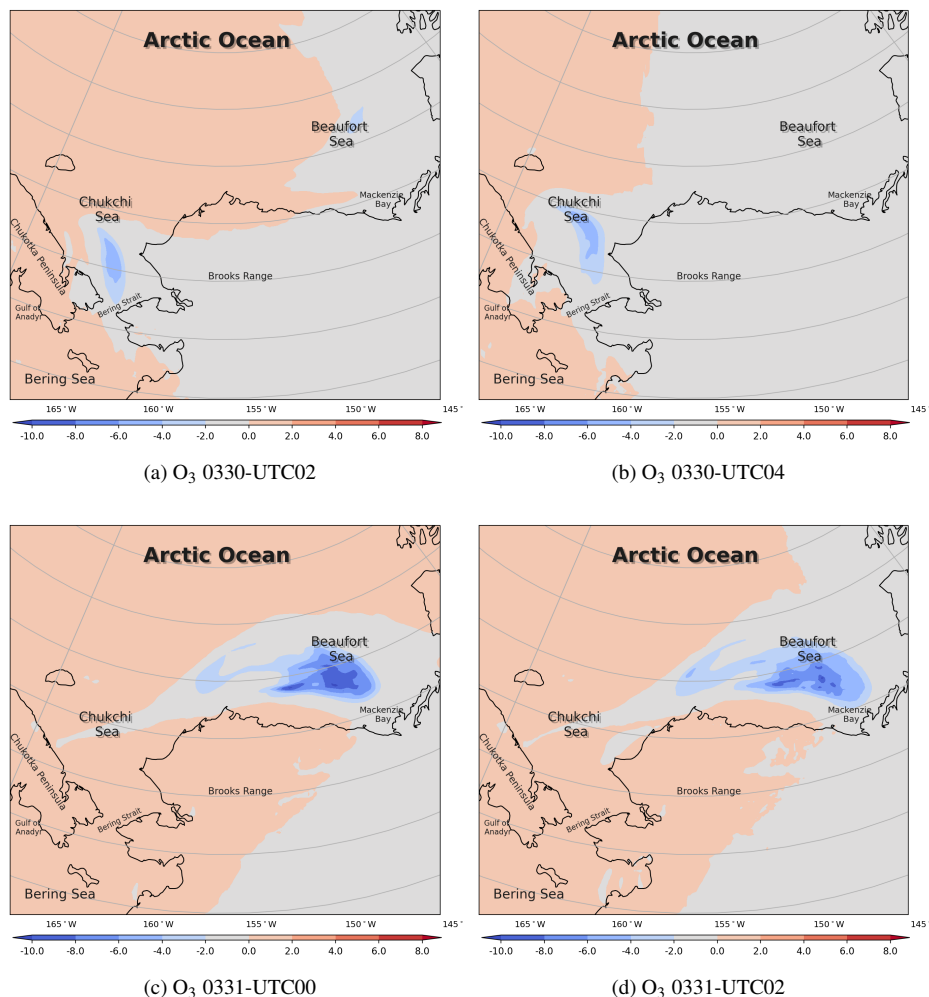 Arctic Ocean
Beaufort
Sea
Chukchi
Sea
Mackenzie
Bay
Chukotka Peninsula
Brooks Range
Bering Strait
Gulf of
Anadyr
Bering Sea
165°W 160°W 155°W 150°W 145°
-10.0 -8.0 -6.0 -4.0 -2.0 0.0 2.0 4.0 6.0 8.0
(a) O₃ 0330-UTC02
Arctic Ocean
Beaufort
Sea
Chukchi
Sea
Mackenzie
Bay
Chukotka Peninsula
Brooks Range
Bering Strait
Gulf of
Anadyr
Bering Sea
165°W 160°W 155°W 150°W 145°
-10.0 -8.0 -6.0 -4.0 -2.0 0.0 2.0 4.0 6.0 8.0
(b) O₃ 0330-UTC04
Arctic Ocean
Beaufort
Sea
Chukchi
Sea
Mackenzie
Bay
Chukotka Peninsula
Brooks Range
Bering Strait
Gulf of
Anadyr
Bering Sea
165°W 160°W 155°W 150°W 145°
-10.0 -8.0 -6.0 -4.0 -2.0 0.0 2.0 4.0 6.0 8.0
(c) O₃ 0331-UTC00
Arctic Ocean
Beaufort
Sea
Chukchi
Sea
Mackenzie
Bay
Chukotka Peninsula
Brooks Range
Bering Strait
Gulf of
Anadyr
Bering Sea
165°W 160°W 155°W 150°W 145°
-10.0 -8.0 -6.0 -4.0 -2.0 0.0 2.0 4.0 6.0 8.0
(d) O₃ 0331-UTC02